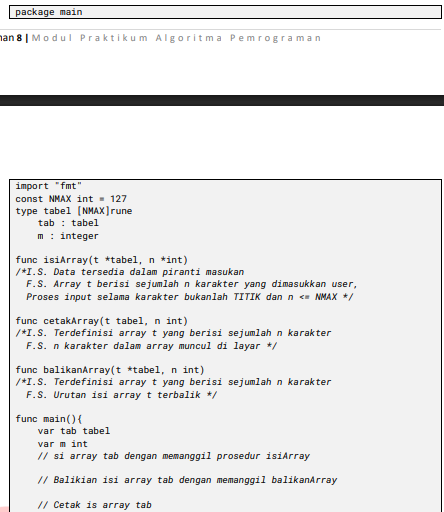 package main
an 8 | Modul Praktikum Algoritma Pemrograman
import "fmt"
const NMAX int = 127
type tabel [NMAX]rune
tab : tabel
m : integer
func isiArray(t *tabel, n *int)
/*I.S. Data tersedia dalam piranti masukan
F.S. Array t berisi sejumlah n karakter yang dimasukkan user,
Proses input selama karakter bukanlah TITIK dan n <= NMAX */
func cetakArray(t tabel, n int)
/*I.S. Terdefinisi array t yang berisi sejumlah n karakter
F.S. n karakter dalam array muncul di layar */
func balikanArray(t *tabel, n int)
/*I.S. Terdefinisi array t yang berisi sejumlah n karakter
F.S. Urutan isi array t terbalik */
func main(){
var tab tabel
var m int
// si array tab dengan memanggil prosedur isiArray
// Balikian isi array tab dengan memanggil balikanArray
// Cetak is array tab